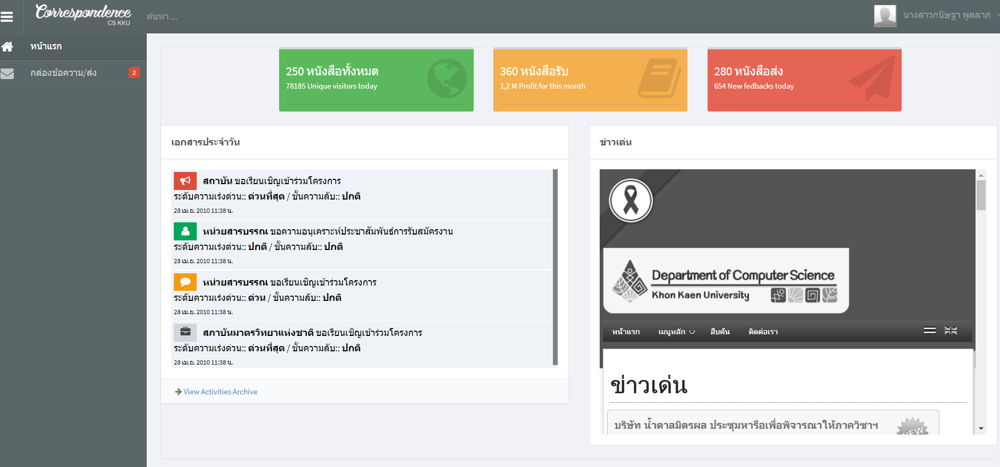 Correspondence
CS KKU
ค้นหา ...
นางสาวกนิษฐา พูลลาภ
หน้าแรก
กล่องข้อความ/ส่ง 2
250 หนังสือทั้งหมด
78185 Unique visitors today
360 หนังสือรับ
1,2 M Profit for this month
280 หนังสือส่ง
654 New fedbacks today
เอกสารประจำวัน
สถาบัน ขอเรียนเชิญเข้าร่วมโครงการ
ระดับความเร่งด่วน:: ด่วนที่สุด / ชั้นความลับ:: ปกติ
28 เม.ย. 2010 11:38 น.
หน่วยสารบรรณ ขอความอนุเคราะห์ประชาสัมพันธ์การรับสมัครงาน
ระดับความเร่งด่วน:: ปกติ / ชั้นความลับ:: ปกติ
28 เม.ย. 2010 11:38 น.
หน่วยสารบรรณ ขอเรียนเชิญเข้าร่วมโครงการ
ระดับความเร่งด่วน:: ด่วน / ชั้นความลับ:: ปกติ
28 เม.ย. 2010 11:38 น.
สภาบันมาตรวิทยาแห่งชาติ ขอเรียนเชิญเข้าร่วมโครงการ
ระดับความเร่งด่วน:: ด่วนที่สุด / ชั้นความลับ:: ปกติ
28 เม.ย. 2010 11:38 น.
View Activities Archive
ข่าวเด่น
Department of Computer Science
Khon Kaen University
หน้าแรก เมนูหลัก สืบค้น ติดต่อเรา
ข่าวเด่น
บริษัท น้ำตาลมิตรผล ประชุมหารือเพื่อพิจารณาให้ภาควิชาฯ
NEW